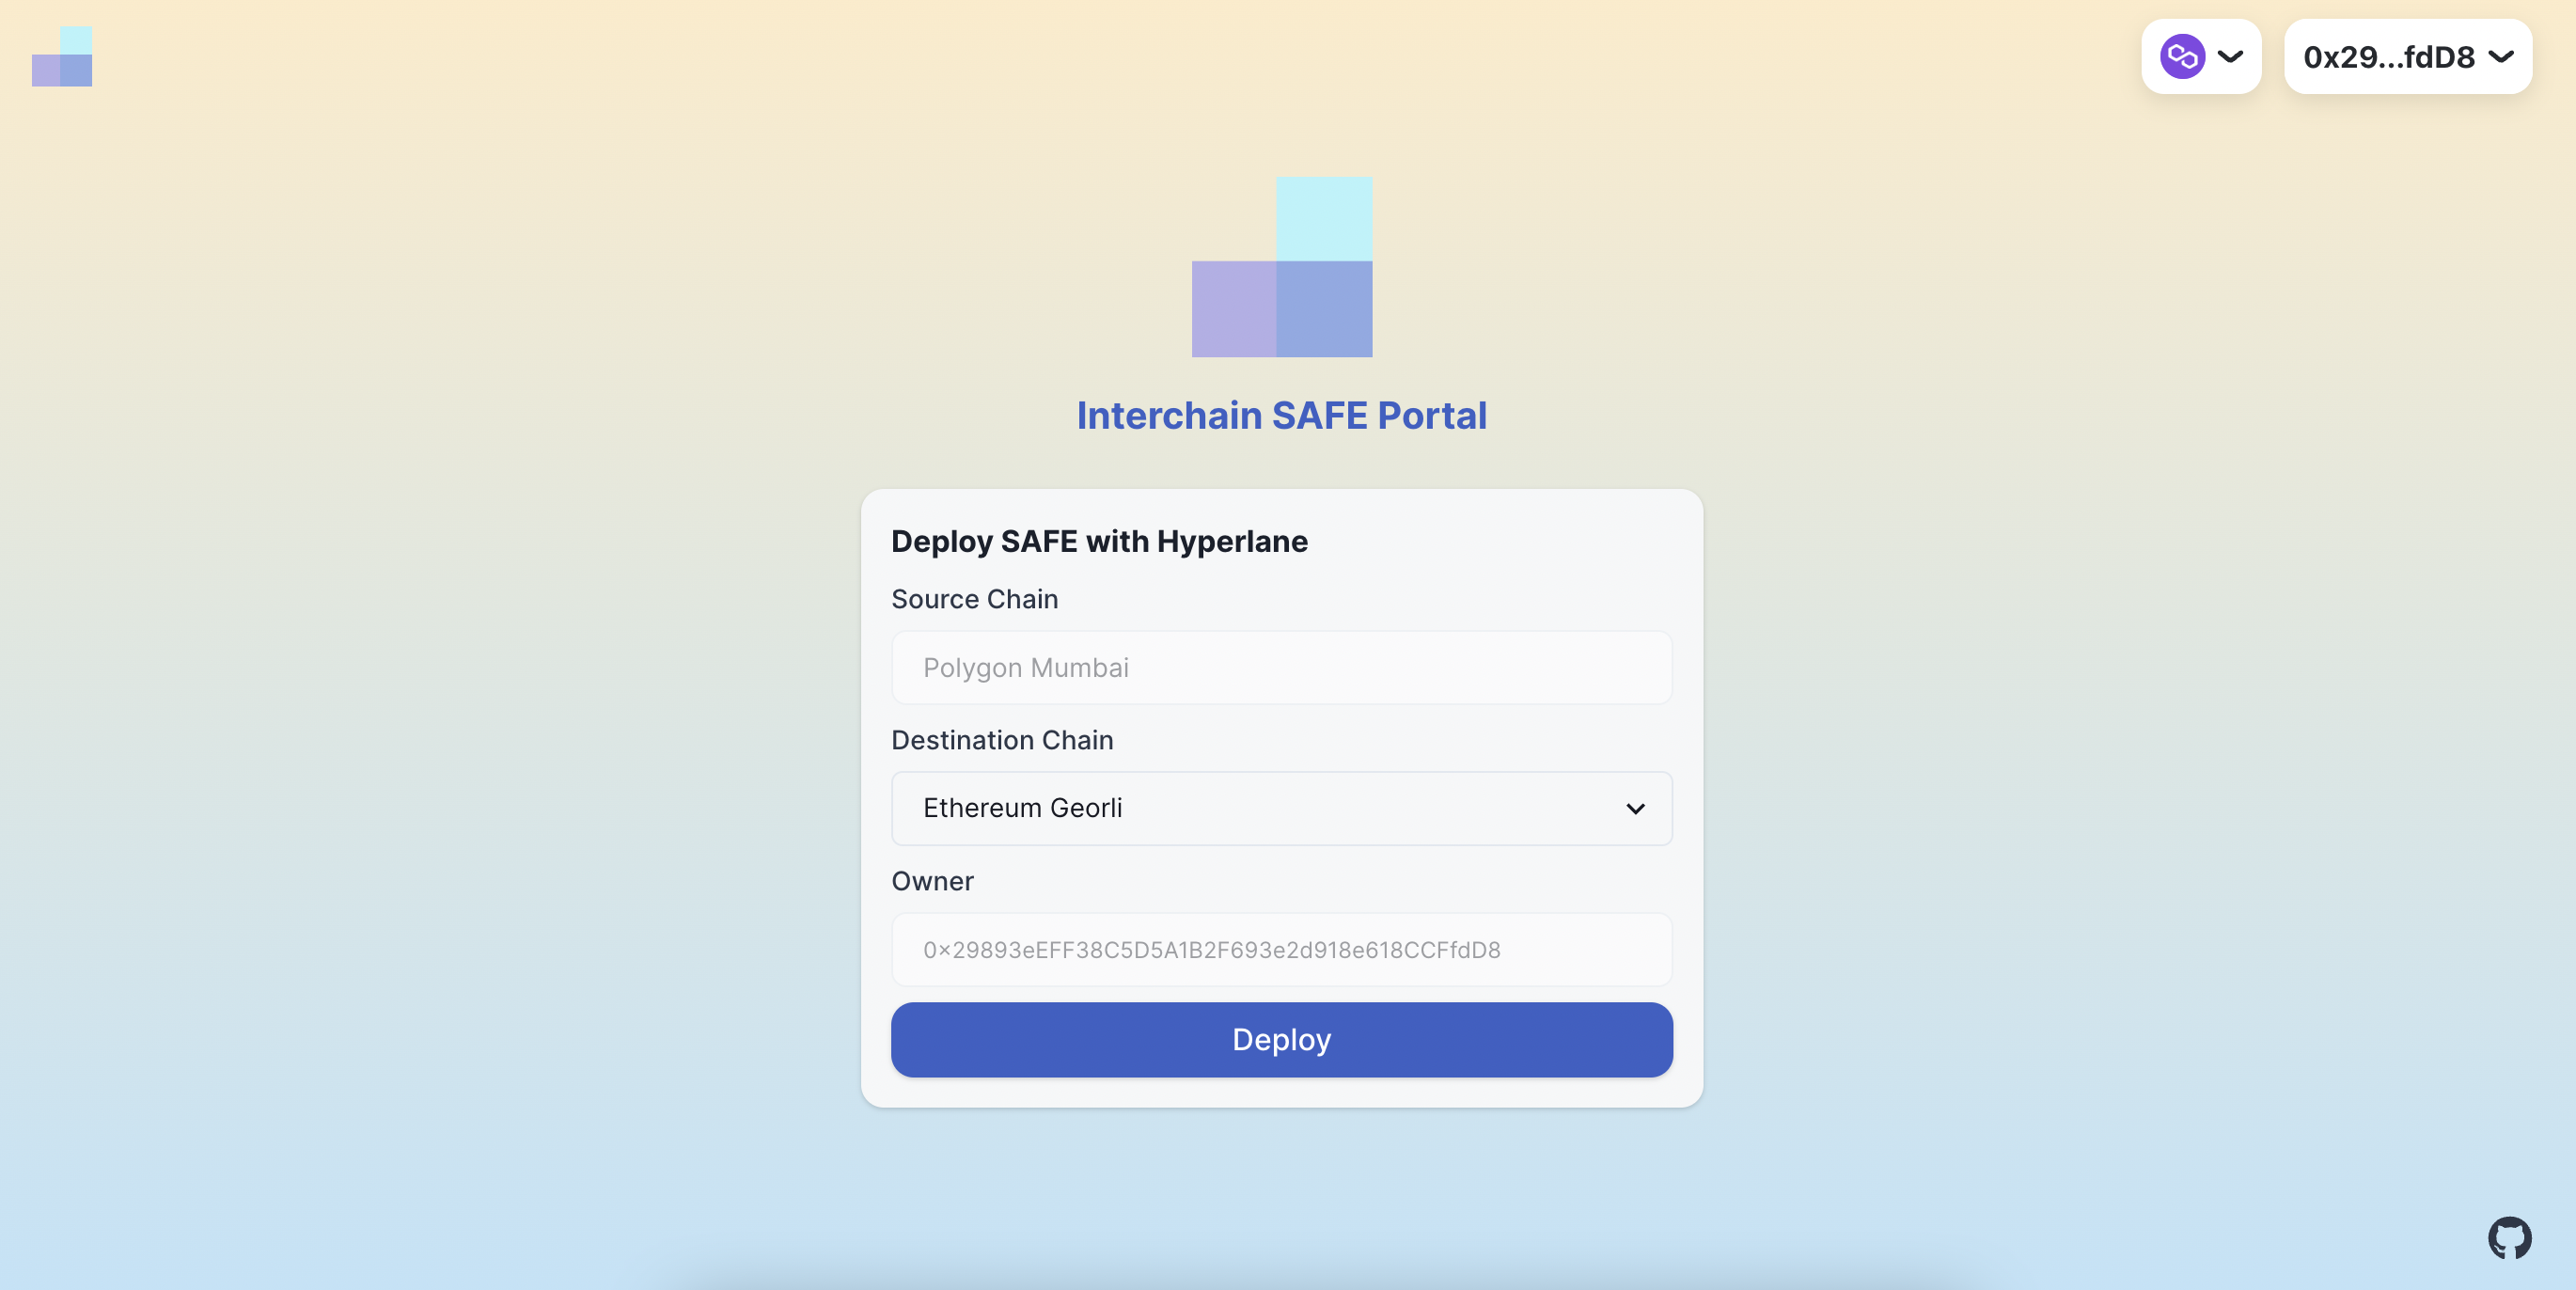 0x29...fdD8
Interchain SAFE Portal
Deploy SAFE with Hyperlane
Source Chain
Polygon Mumbai
Destination Chain
Ethereum Georli
Owner
0x29893eEFF38C5D5A1B2F693e2d918e618CCFfdD8
Deploy